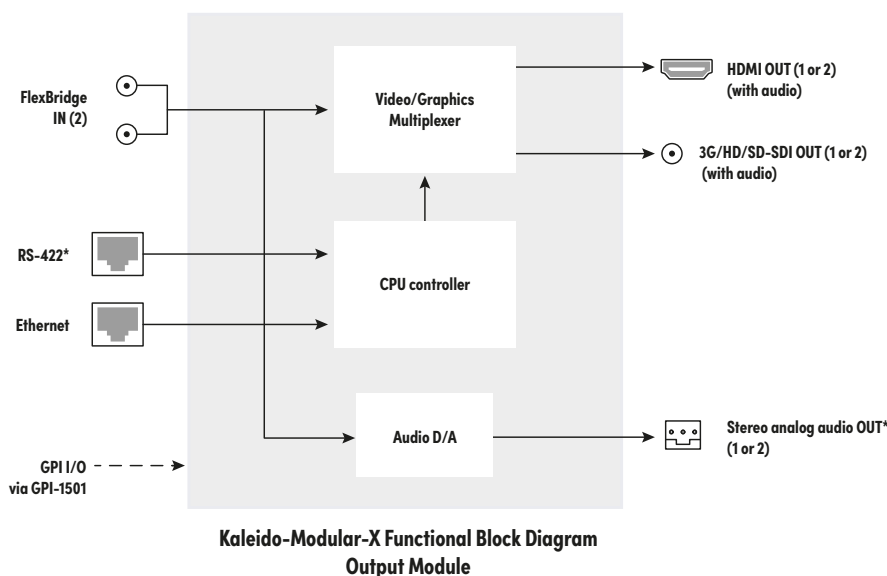 FlexBridge
IN (2)
Video/Graphics
Multiplexer
HDMI OUT (1 or 2)
(with audio)
3G/HD/SD-SDI OUT (1 or 2)
(with audio)
RS-422*
CPU controller
Ethernet
Audio D/A
Stereo analog audio OUT*
(1 or 2)
GPI I/O
via GPI-1501
Kaleido-Modular-X Functional Block Diagram
Output Module